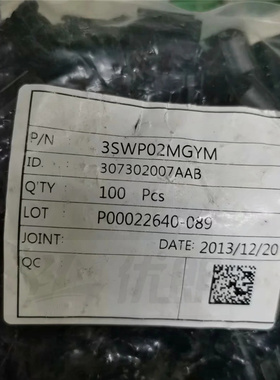 P/N 3SWP02MGYM
ID. 307302007AAB
Q'TY 100 Pcs
LOT P00022640-089
JOINT: DATE: 2013/12/20
QC